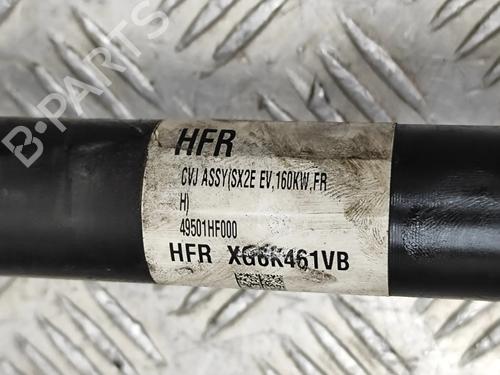 HFR
CVJ ASSY(SX2E EV,160KW,FR
H)
49501HF000
HFR XG6K461VB
B-PARTS